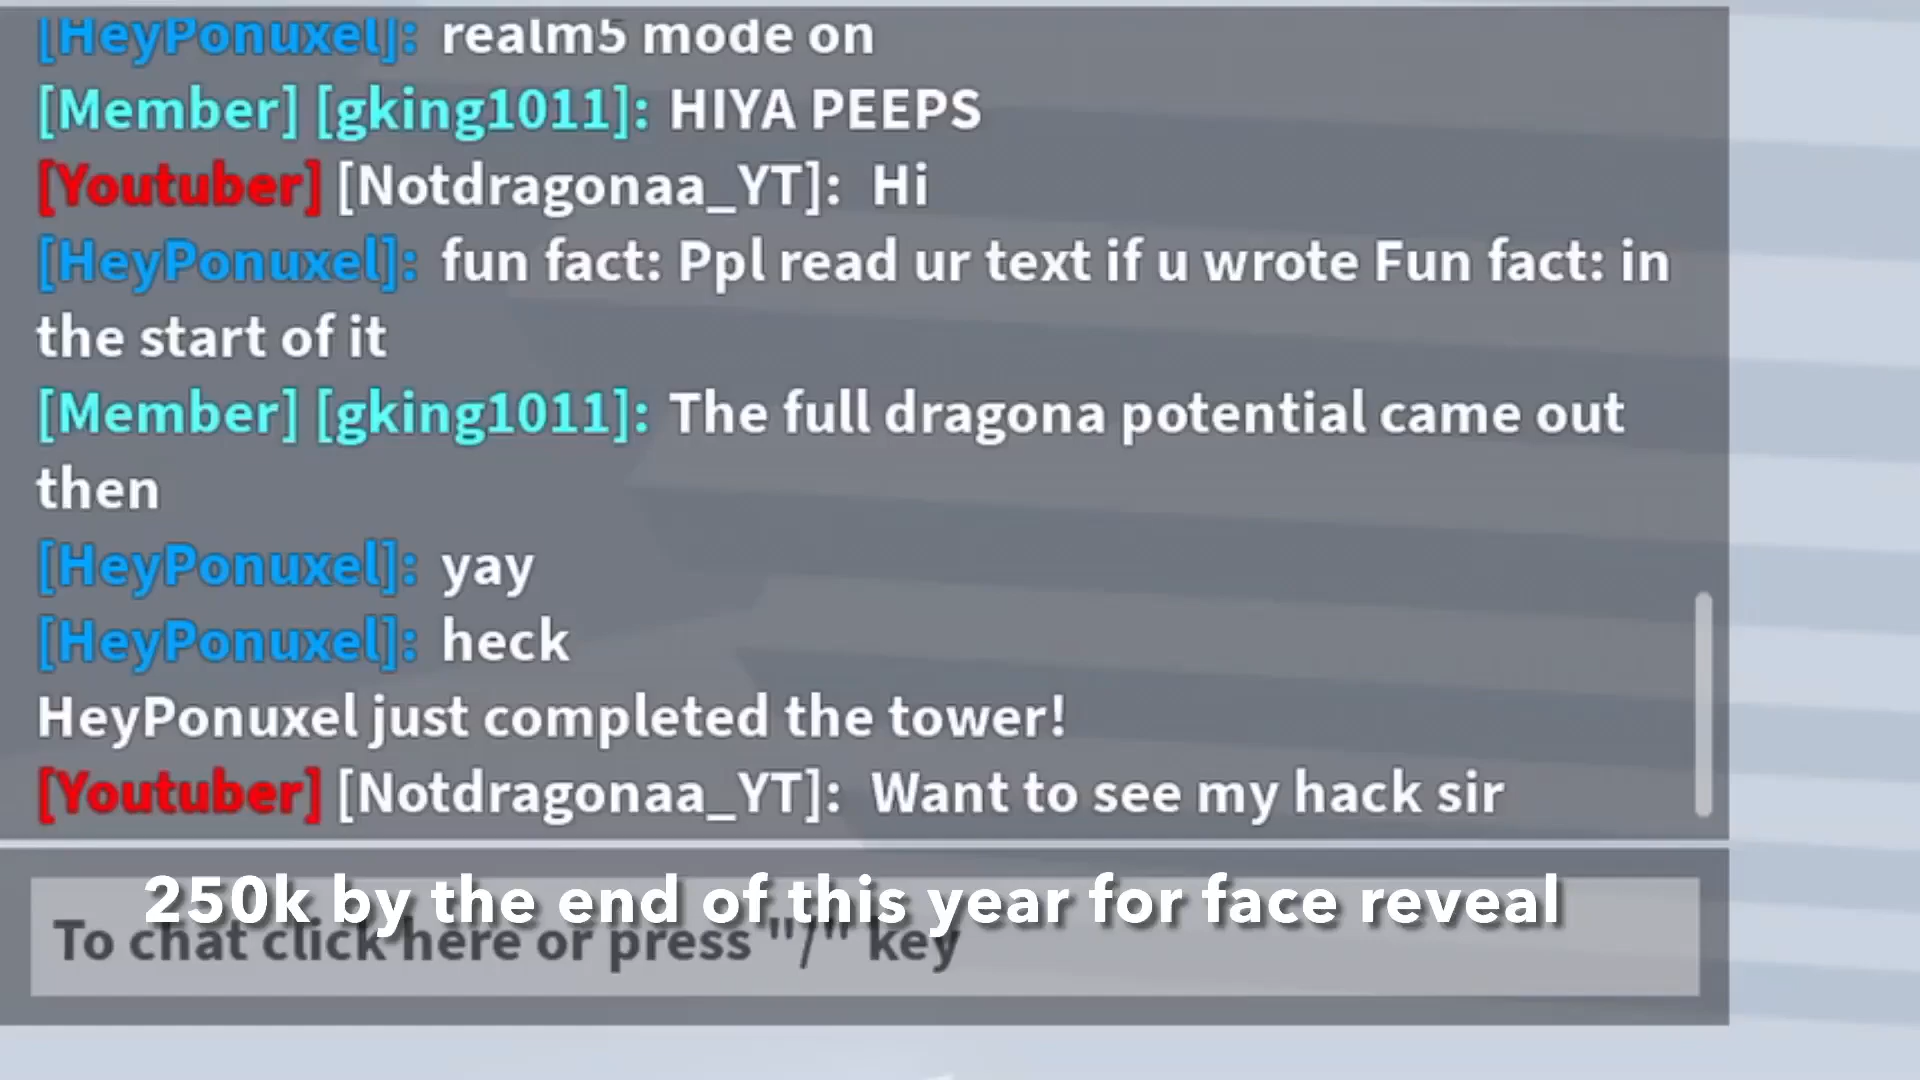 [HeyPonuxel]: realm5 mode on
[Member] [gking1011]: HIYA PEEPS
[Youtuber] [Notdragonaa_YT]: Hi
[HeyPonuxel]: fun fact: Ppl read ur text if u wrote Fun fact: in
the start of it
[Member] [gking1011]: The full dragona potential came out
then
[HeyPonuxel]: yay
[HeyPonuxel]: heck
HeyPonuxel just completed the tower!
[Youtuber] [Notdragonaa_YT]: Want to see my hack sir
250k by the end of this year for face reveal
To chat click here or press "/" key